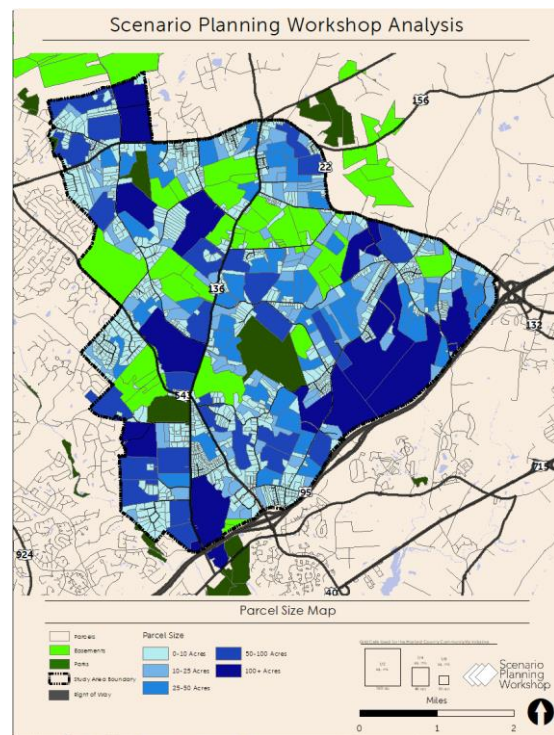 Scenario Planning Workshop Analysis
156
22
136
132
543
95
715
924
40
Parcel Size Map
Parcels
Easements
Parks
Study Area Boundary
Right of Way
Parcel Size
0-10 Acres
10-25 Acres
25-50 Acres
50-100 Acres
100+ Acres
Scenario
Planning
Workshop
Miles
0
1
2